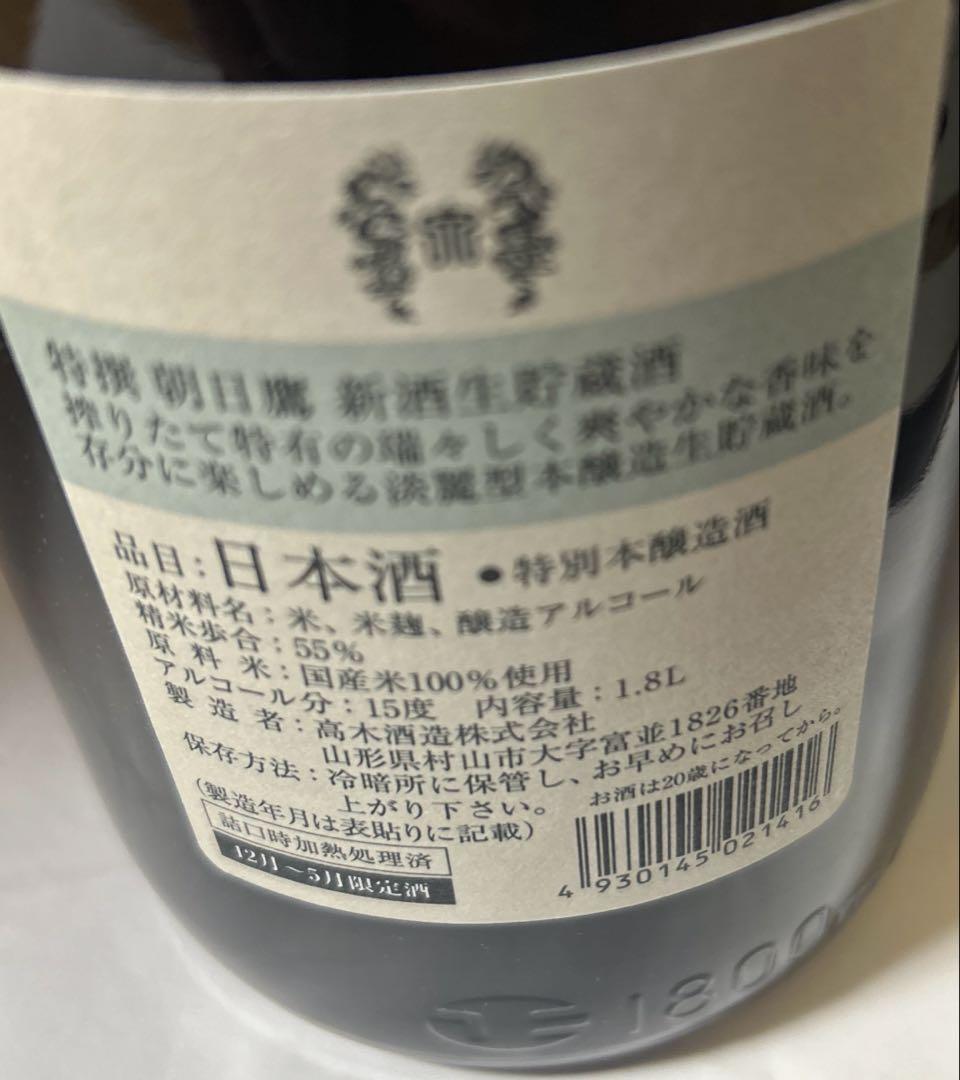 特撰 朝日鷹 新酒生貯蔵酒
搾りたて特有の瑞々しく爽やかな香味を
存分に楽しめる淡麗型本醸造生貯蔵酒。
品目：日本酒 ●特別本醸造酒
原材料名：米、米麹、醸造アルコール
精米歩合：55%
原料米：国産米100%使用
アルコール分：15度 内容量：1.8L
製造者：高木酒造株式会社
山形県村山市大字富並1826番地
保存方法：冷暗所に保管し、お早めにお召し
上がり下さい。
お酒は20歳になってから。
（製造年月は表貼りに記載）
詰口時加熱処理済
12月〜5月限定酒
4 930145 021416
1800